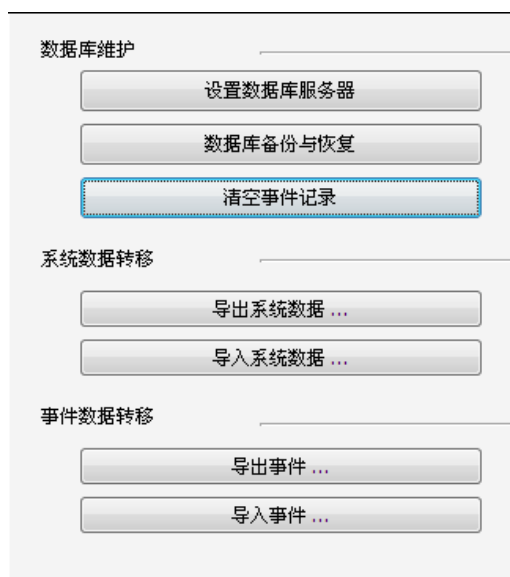 数据库维护
设置数据库服务器
数据库备份与恢复
清空事件记录
系统数据转移
导出系统数据 ...
导入系统数据 ...
事件数据转移
导出事件 ...
导入事件 ...